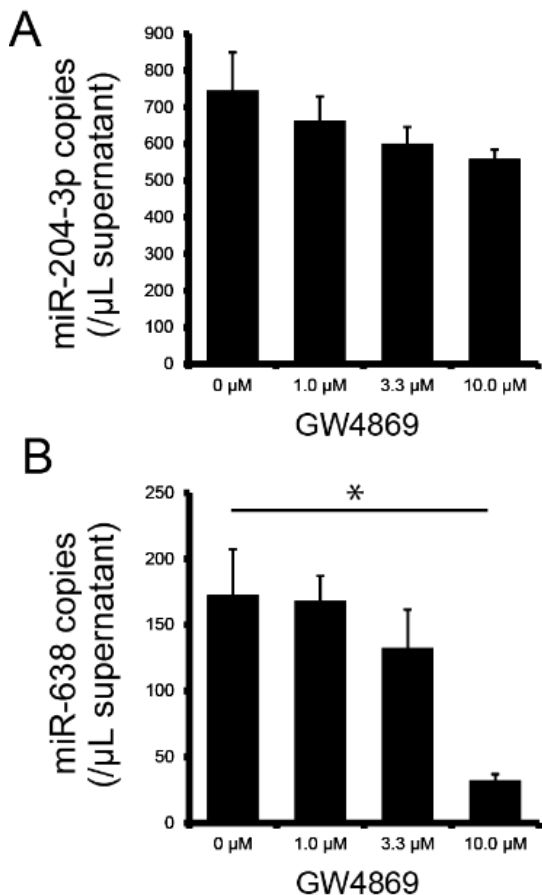 A
miR-204-3p copies
(/µL supernatant)
900
800
700
600
500
400
300
200
100
0
0 µM 1.0 µM 3.3 µM 10.0 µM
GW4869
B
miR-638 copies
(/µL supernatant)
250
200
150
100
50
0
*
0 µM 1.0 µM 3.3 µM 10.0 µM
GW4869